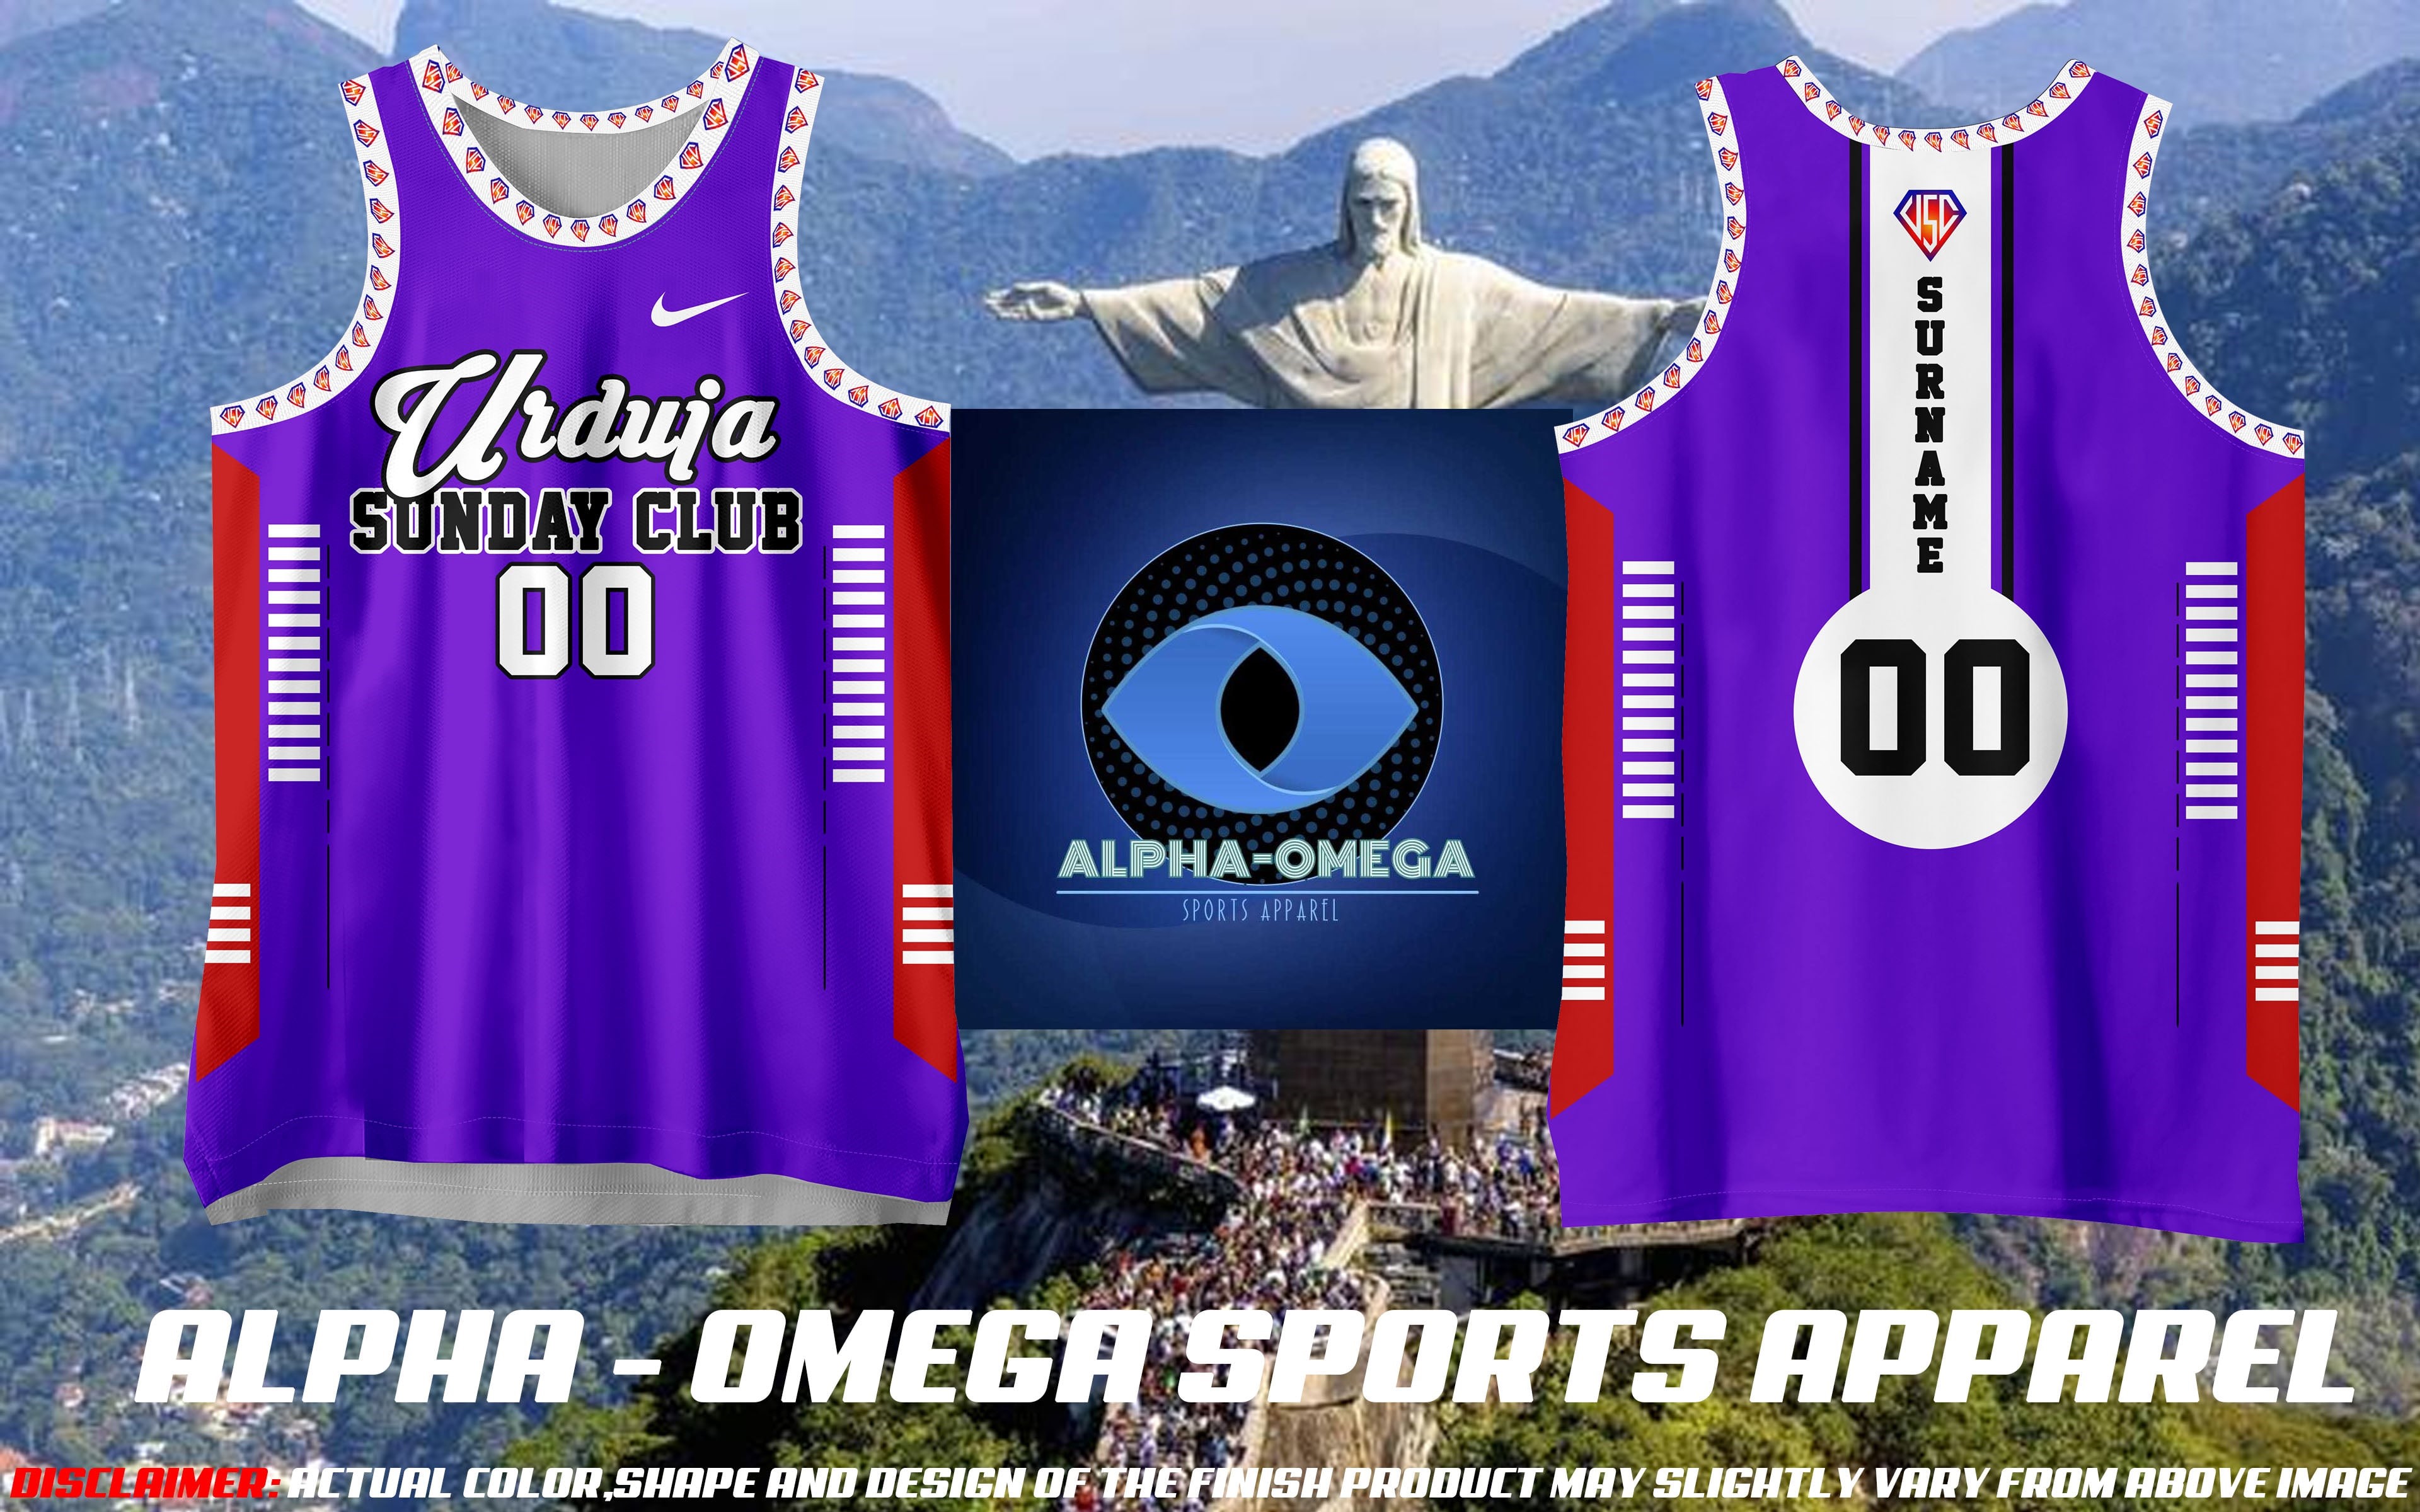 Urduja
SUNDAY CLUB
00
USC
SURNAME
00
ALPHA-OMEGA
SPORTS APPAREL
ALPHA - OMEGA SPORTS APPAREL
DISCLAIMER: ACTUAL COLOR,SHAPE AND DESIGN OF THE FINISH PRODUCT MAY SLIGHTLY VARY FROM ABOVE IMAGE